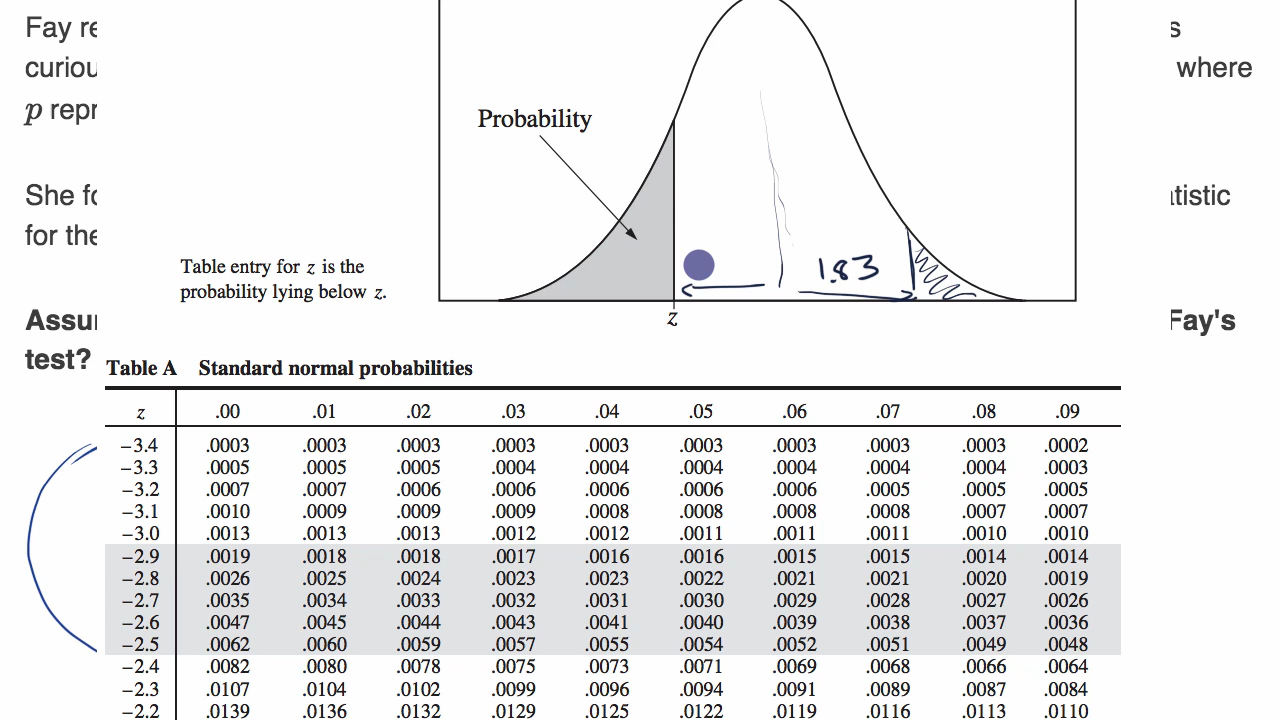 Fay
curiou where
p repr
Probability
She
for the
Table entry for z is the
probability lying below z.
1.83
z
Assu Fay's
test?
Table A Standard normal probabilities
z .00 .01 .02 .03 .04 .05 .06 .07 .08 .09
−3.4 .0003 .0003 .0003 .0003 .0003 .0003 .0003 .0003 .0003 .0002
−3.3 .0005 .0005 .0005 .0004 .0004 .0004 .0004 .0004 .0004 .0003
−3.2 .0007 .0007 .0006 .0006 .0006 .0006 .0006 .0005 .0005 .0005
−3.1 .0010 .0009 .0009 .0009 .0008 .0008 .0008 .0008 .0007 .0007
−3.0 .0013 .0013 .0013 .0012 .0012 .0011 .0011 .0011 .0010 .0010
−2.9 .0019 .0018 .0018 .0017 .0016 .0016 .0015 .0015 .0014 .0014
−2.8 .0026 .0025 .0024 .0023 .0023 .0022 .0021 .0021 .0020 .0019
−2.7 .0035 .0034 .0033 .0032 .0031 .0030 .0029 .0028 .0027 .0026
−2.6 .0047 .0045 .0044 .0043 .0041 .0040 .0039 .0038 .0037 .0036
−2.5 .0062 .0060 .0059 .0057 .0055 .0054 .0052 .0051 .0049 .0048
−2.4 .0082 .0080 .0078 .0075 .0073 .0071 .0069 .0068 .0066 .0064
−2.3 .0107 .0104 .0102 .0099 .0096 .0094 .0091 .0089 .0087 .0084
−2.2 .0139 .0136 .0132 .0129 .0125 .0122 .0119 .0116 .0113 .0110